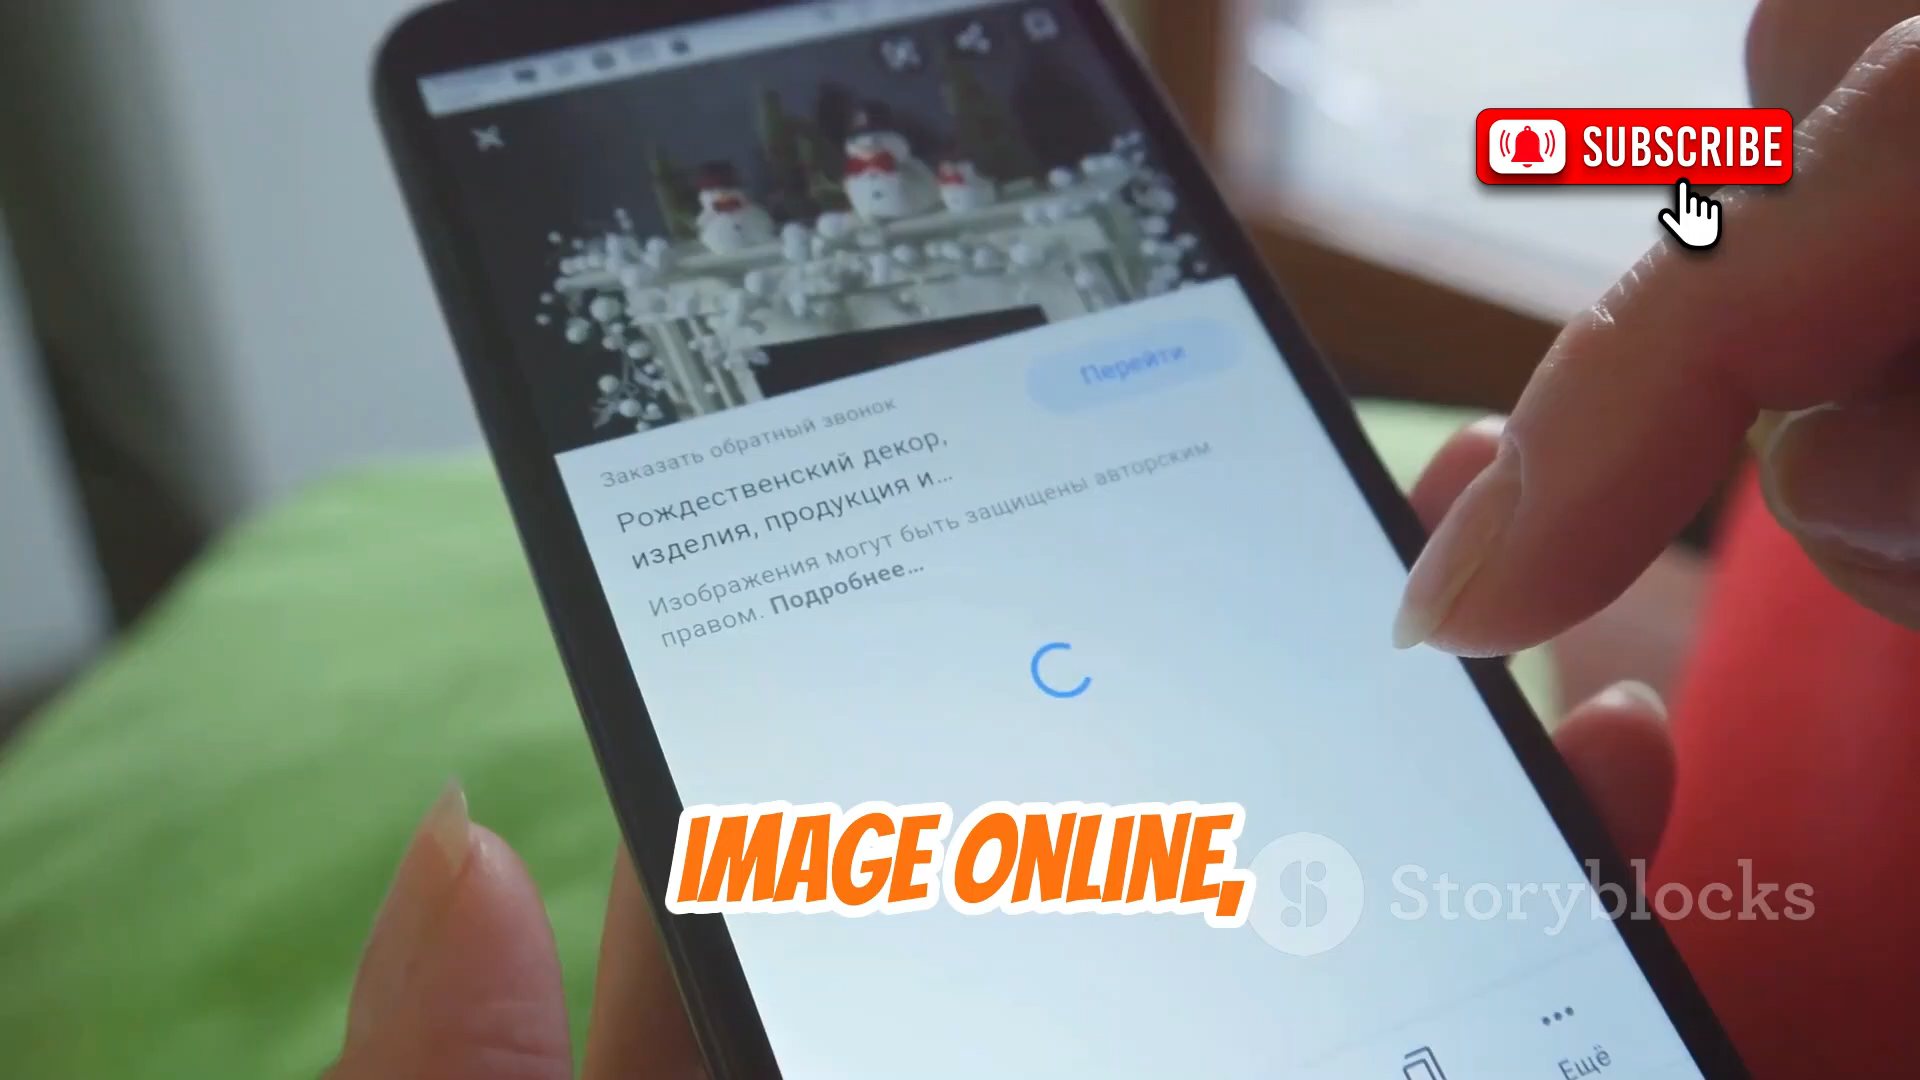 SUBSCRIBE
Перейти
Заказать обратный звонок
Рождественский декор,
изделия, продукция и...
Изображения могут быть защищены авторским
правом. Подробнее...
IMAGE ONLINE,
Storyblocks
Ещё